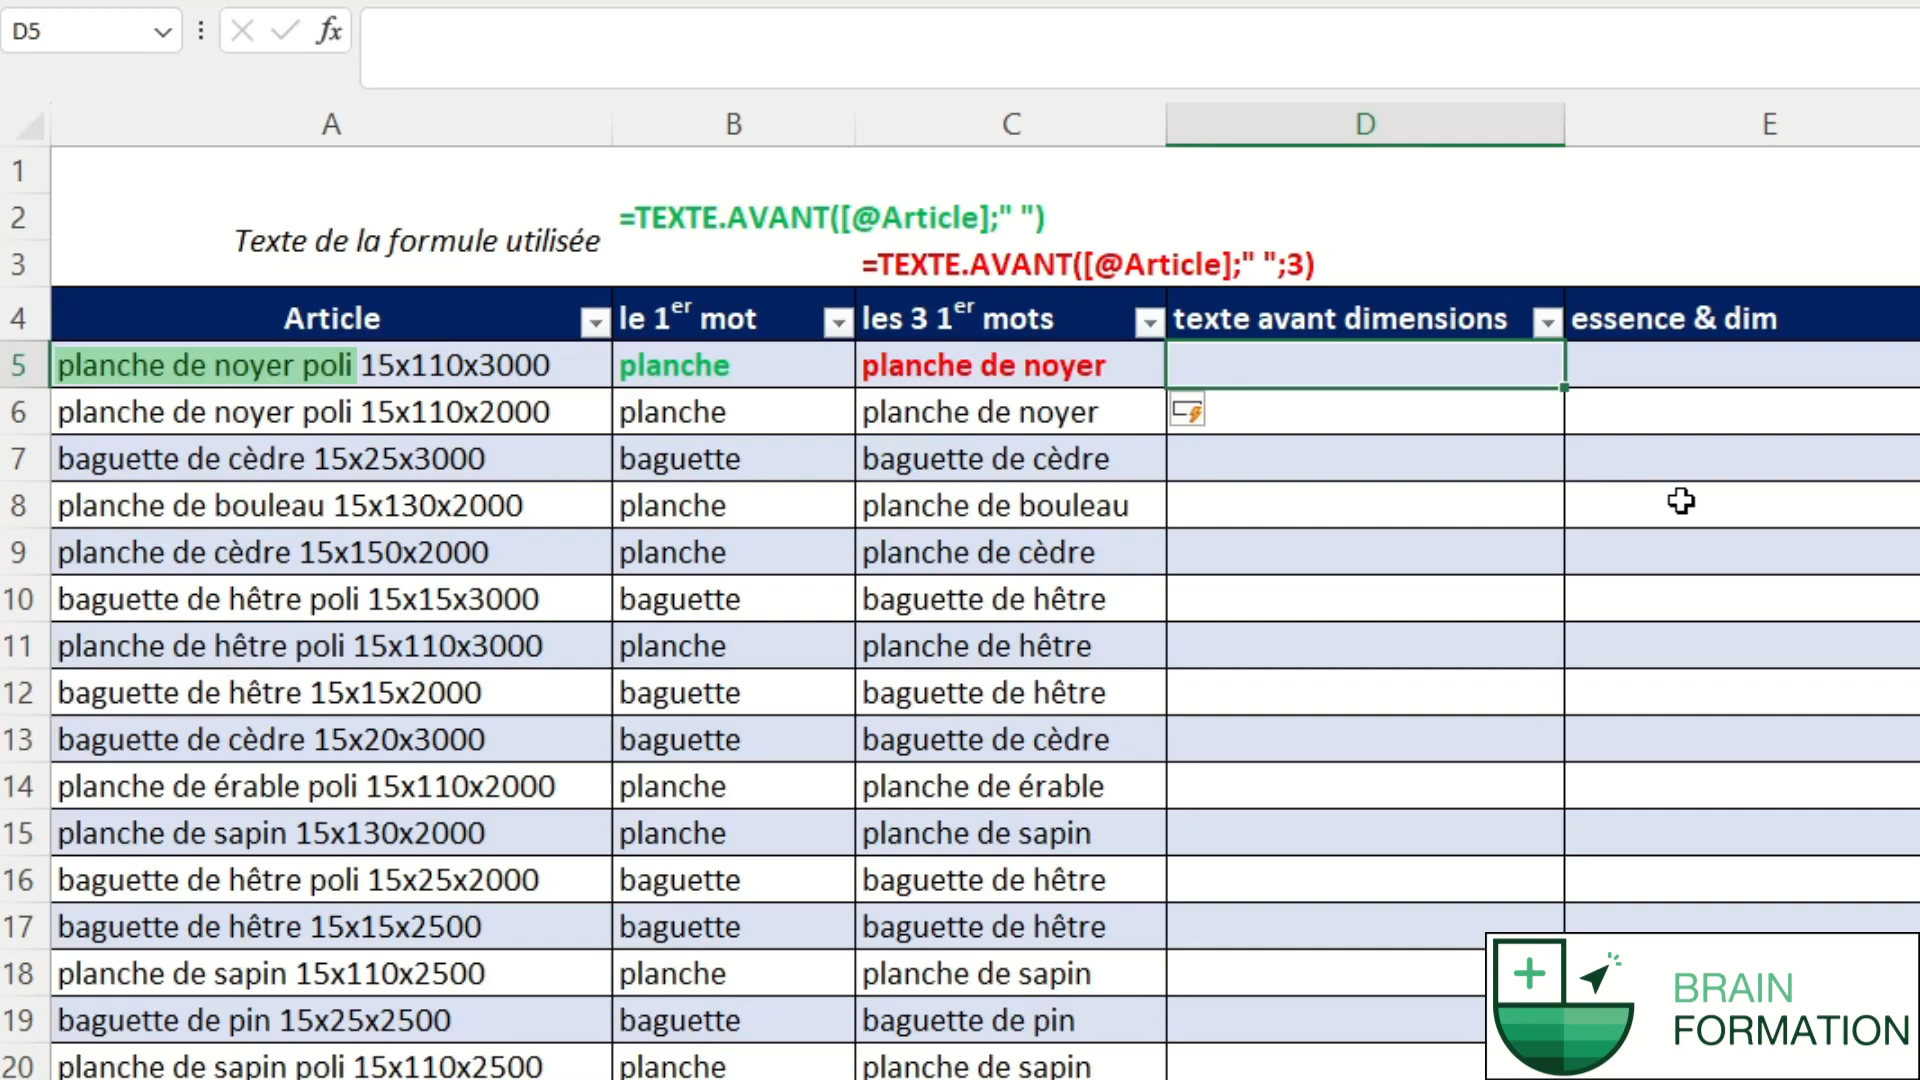 D5
fx
A B C D E
1
2 =TEXTE.AVANT([@Article];" ")
Texte de la formule utilisée
3 =TEXTE.AVANT([@Article];" ";3)
4 Article le 1er mot les 3 1er mots texte avant dimensions essence & dim
5 planche de noyer poli 15x110x3000 planche planche de noyer
6 planche de noyer poli 15x110x2000 planche planche de noyer
7 baguette de cèdre 15x25x3000 baguette baguette de cèdre
8 planche de bouleau 15x130x2000 planche planche de bouleau
9 planche de cèdre 15x150x2000 planche planche de cèdre
10 baguette de hêtre poli 15x15x3000 baguette baguette de hêtre
11 planche de hêtre poli 15x110x3000 planche planche de hêtre
12 baguette de hêtre 15x15x2000 baguette baguette de hêtre
13 baguette de cèdre 15x20x3000 baguette baguette de cèdre
14 planche de érable poli 15x110x2000 planche planche de érable
15 planche de sapin 15x130x2000 planche planche de sapin
16 baguette de hêtre poli 15x25x2000 baguette baguette de hêtre
17 baguette de hêtre 15x15x2500 baguette baguette de hêtre
18 planche de sapin 15x110x2500 planche planche de sapin
19 baguette de pin 15x25x2500 baguette baguette de pin
20 planche de sapin poli 15x110x2500 planche planche de sapin
BRAIN
FORMATION